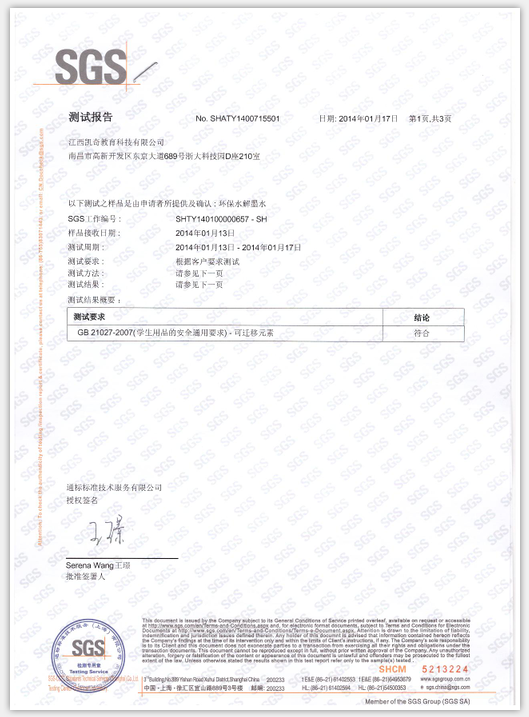 SGS
测试报告 No. SHATY1400715501 日期: 2014年01月17日 第1页,共3页
江西凯奇教育科技有限公司
南昌市高新开发区东京大道689号浙大科技园D座210室
以下测试之样品是由申请者所提供及确认 : 环保水解墨水
SGS工作编号 : SHTY140100000657 - SH
样品接收日期 : 2014年01月13日
测试周期 : 2014年01月13日 - 2014年01月17日
测试要求 : 根据客户要求测试
测试方法 : 请参见下一页
测试结果 : 请参见下一页
测试结果概要 :
测试要求 结论
GB 21027-2007(学生用品的安全通用要求) - 可迁移元素 符合
通标标准技术服务有限公司
授权签名
Serena Wang王璟
批准签署人
This document is issued by the Company subject to its General Conditions of Service printed overleaf, available on request or accessible
at http://www.sgs.com/en/Terms-and-Conditions.aspx and, for electronic format documents, subject to Terms and Conditions for Electronic
Documents at http://www.sgs.com/en/Terms-and-Conditions/Terms-e-Document.aspx. Attention is drawn to the limitation of liability,
indemnification and jurisdiction issues defined therein. Any holder of this document is advised that information contained hereon reflects
the Company's findings at the time of its intervention only and within the limits of Client's instructions, if any. The Company's sole responsibility
is to its Client and this document does not exonerate parties to a transaction from exercising all their rights and obligations under the
transaction documents. This document cannot be reproduced except in full, without prior written approval of the Company. Any unauthorized
alteration, forgery or falsification of the content or appearance of this document is unlawful and offenders may be prosecuted to the fullest
extent of the law. Unless otherwise stated the results shown in this test report refer only to the sample(s) tested .
SGS
检测专用章
Testing Service
SHCM 5213224
3rd Building,No.889 Yishan Road Xuhui District,Shanghai China 200233 t E&E (86-21) 61402553 f E&E (86-21)64953679 www.sgsgroup.com.cn
中国 · 上海 · 徐汇区宜山路889号3号楼 邮编: 200233 t HL (86-21) 61402594 f HL (86-21)54500353 e sgs.china@sgs.com
Member of the SGS Group (SGS SA)